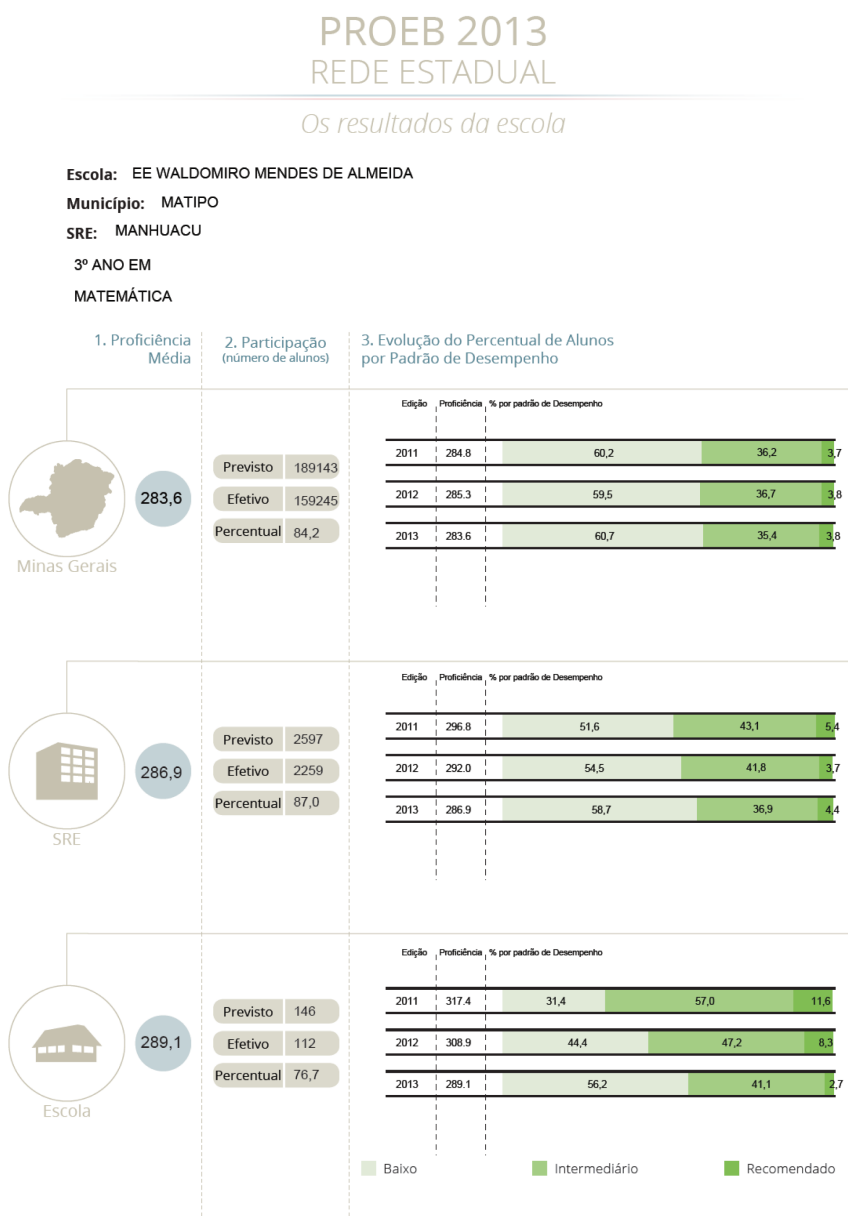 PROEB 2013
REDE ESTADUAL
Os resultados da escola
Escola: EE WALDOMIRO MENDES DE ALMEIDA
Município: MATIPO
SRE: MANHUACU
3º ANO EM
MATEMÁTICA
1. Proficiência Média
2. Participação
(número de alunos)
3. Evolução do Percentual de Alunos
por Padrão de Desempenho
Minas Gerais
283,6
Previsto 189143
Efetivo 159245
Percentual 84,2
Edição Proficiência % por padrão de Desempenho
2011 284.8 60,2 36,2 3,7
2012 285.3 59,5 36,7 3,8
2013 283.6 60,7 35,4 3,8
SRE
286,9
Previsto 2597
Efetivo 2259
Percentual 87,0
Edição Proficiência % por padrão de Desempenho
2011 296.8 51,6 43,1 5,4
2012 292.0 54,5 41,8 3,7
2013 286.9 58,7 36,9 4,4
Escola
289,1
Previsto 146
Efetivo 112
Percentual 76,7
Edição Proficiência % por padrão de Desempenho
2011 317.4 31,4 57,0 11,6
2012 308.9 44,4 47,2 8,3
2013 289.1 56,2 41,1 2,7
Baixo Intermediário Recomendado